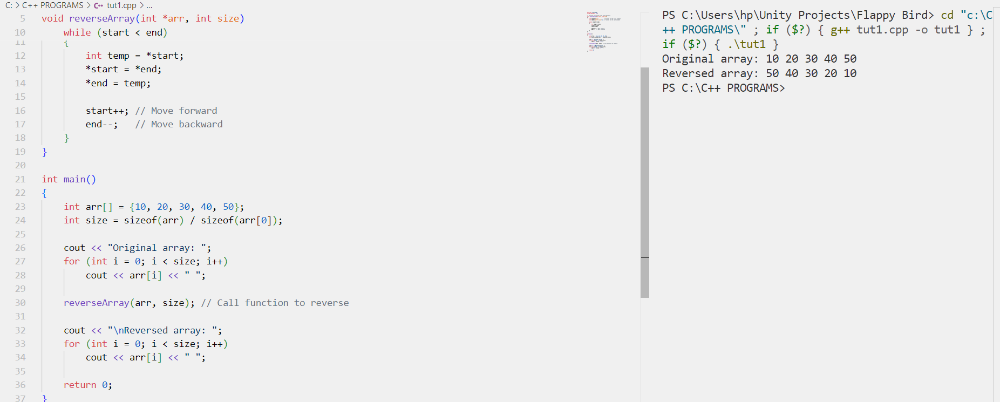 C: > C++ PROGRAMS > C++ tut1.cpp > ...
5 void reverseArray(int *arr, int size)
10 while (start < end)
11 {
12 int temp = *start;
13 *start = *end;
14 *end = temp;
15
16 start++; // Move forward
17 end--; // Move backward
18 }
19 }
20
21 int main()
22 {
23 int arr[] = {10, 20, 30, 40, 50};
24 int size = sizeof(arr) / sizeof(arr[0]);
25
26 cout << "Original array: ";
27 for (int i = 0; i < size; i++)
28 cout << arr[i] << " ";
29
30 reverseArray(arr, size); // Call function to reverse
31
32 cout << "\nReversed array: ";
33 for (int i = 0; i < size; i++)
34 cout << arr[i] << " ";
35
36 return 0;
37 }
PS C:\Users\hp\Unity Projects\Flappy Bird> cd "c:\C
++ PROGRAMS\" ; if ($?) { g++ tut1.cpp -o tut1 } ;
if ($?) { .\tut1 }
Original array: 10 20 30 40 50
Reversed array: 50 40 30 20 10
PS C:\C++ PROGRAMS>